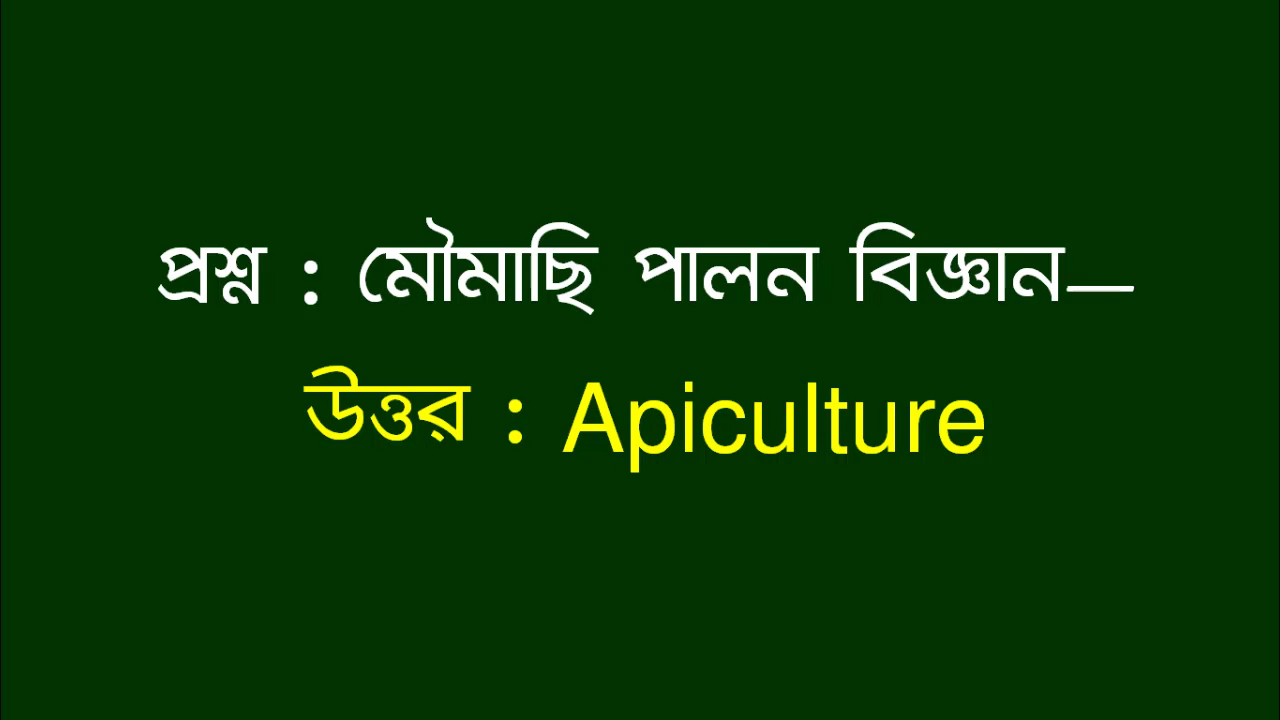 প্রশ্ন : মৌমাছি পালন বিজ্ঞান—
উত্তর : Apiculture